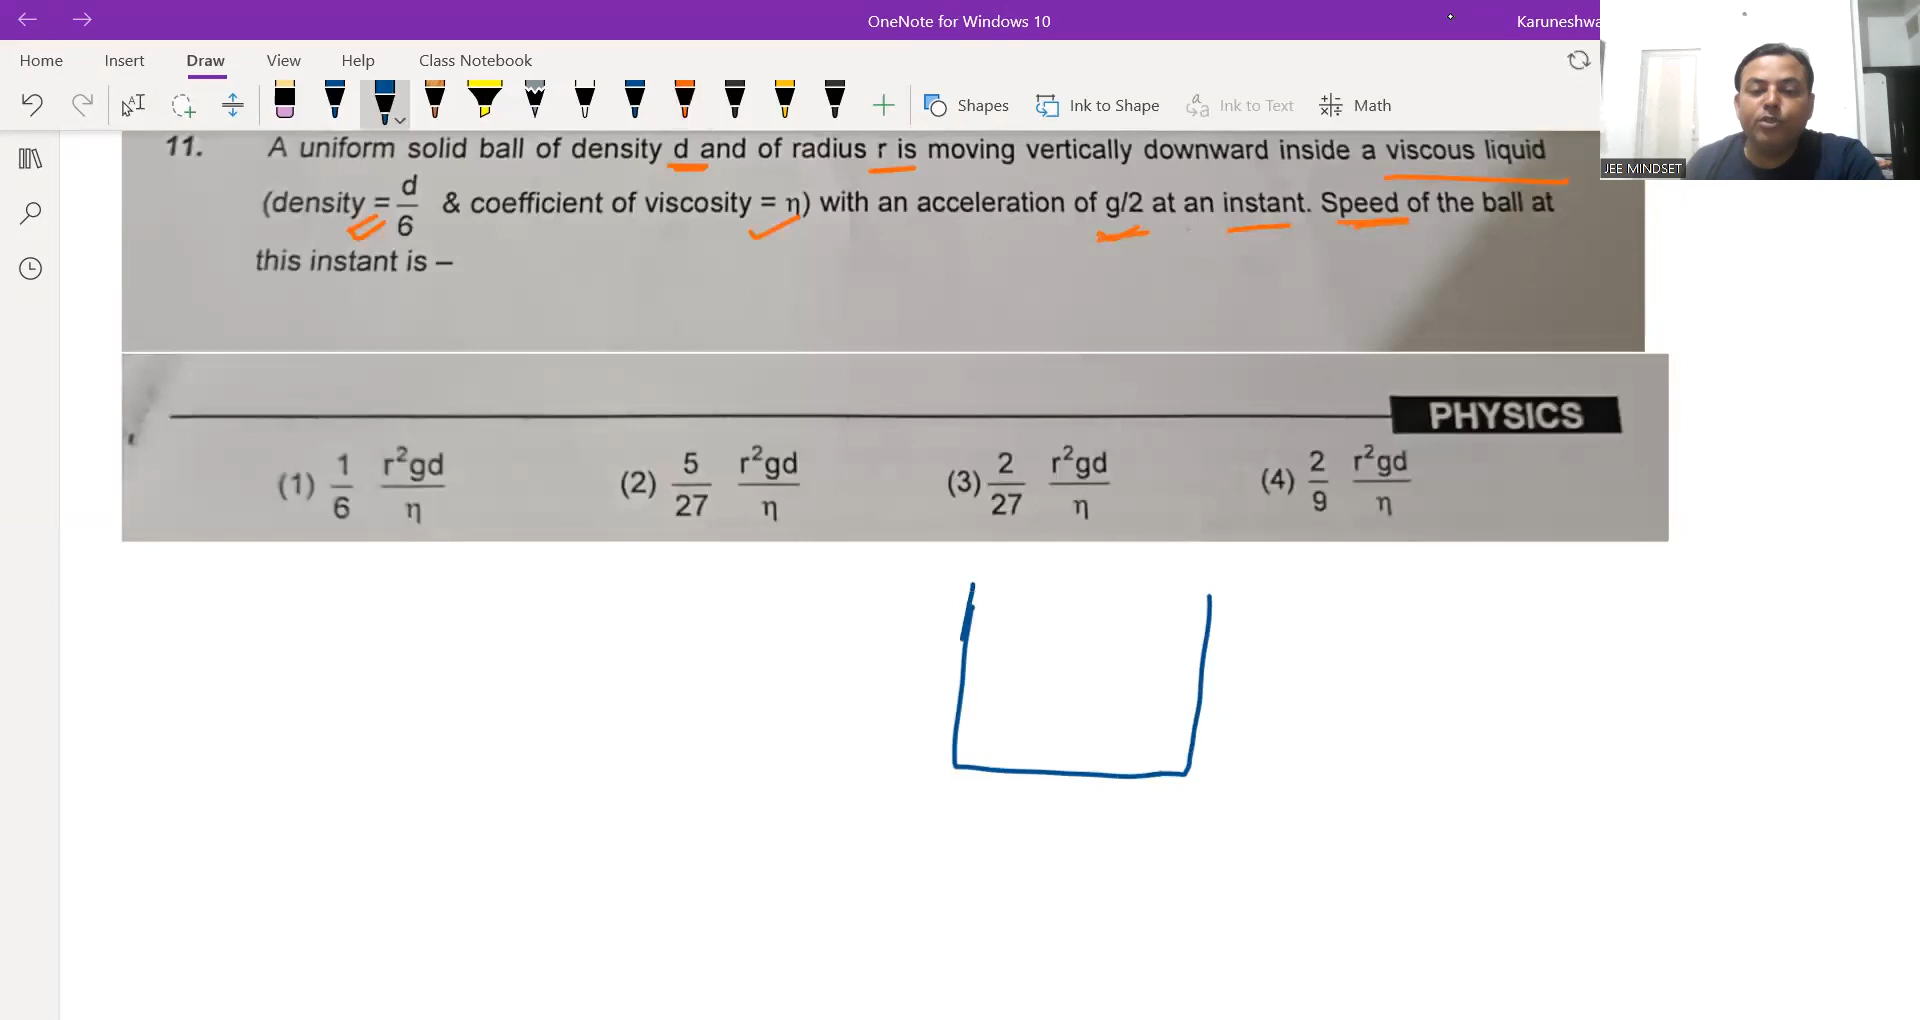 OneNote for Windows 10
Karuneshwa
Home Insert Draw View Help Class Notebook
Shapes Ink to Shape Ink to Text Math
JEE MINDSET
11. A uniform solid ball of density d and of radius r is moving vertically downward inside a viscous liquid
(density = d/6 & coefficient of viscosity = η) with an acceleration of g/2 at an instant. Speed of the ball at
this instant is –
PHYSICS
(1) 1/6 r²gd/η (2) 5/27 r²gd/η (3) 2/27 r²gd/η (4) 2/9 r²gd/η